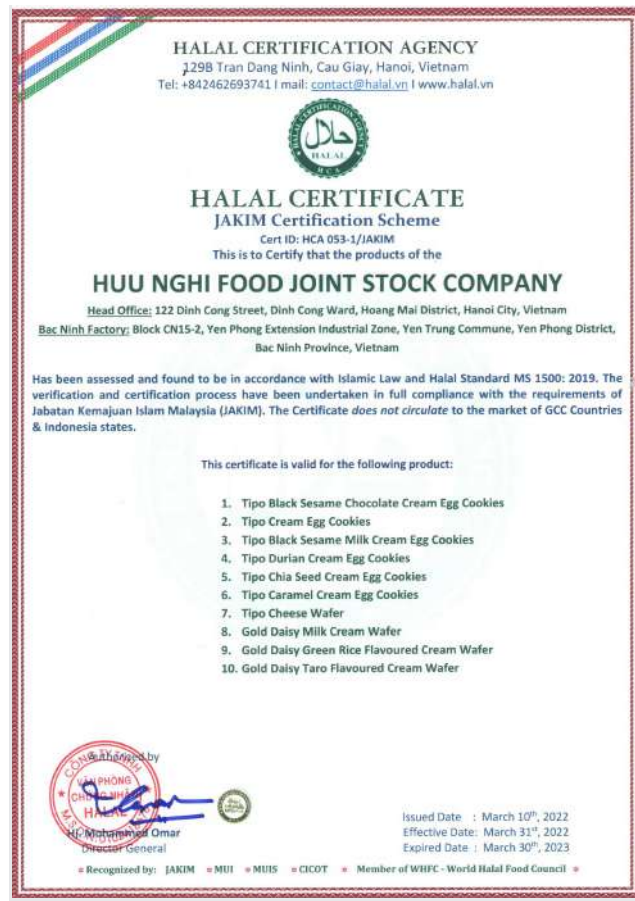 HALAL CERTIFICATION AGENCY
129B Tran Dang Ninh, Cau Giay, Hanoi, Vietnam
Tel: +842462693741 I mail: contact@halal.vn I www.halal.vn
HALAL CERTIFICATION AGENCY
حلال
HALAL
HCA
HALAL CERTIFICATE
JAKIM Certification Scheme
Cert ID: HCA 053-1/JAKIM
This is to Certify that the products of the
HUU NGHI FOOD JOINT STOCK COMPANY
Head Office: 122 Dinh Cong Street, Dinh Cong Ward, Hoang Mai District, Hanoi City, Vietnam
Bac Ninh Factory: Block CN15-2, Yen Phong Extension Industrial Zone, Yen Trung Commune, Yen Phong District,
Bac Ninh Province, Vietnam
Has been assessed and found to be in accordance with Islamic Law and Halal Standard MS 1500: 2019. The
verification and certification process have been undertaken in full compliance with the requirements of
Jabatan Kemajuan Islam Malaysia (JAKIM). The Certificate does not circulate to the market of GCC Countries
& Indonesia states.
This certificate is valid for the following product:
1. Tipo Black Sesame Chocolate Cream Egg Cookies
2. Tipo Cream Egg Cookies
3. Tipo Black Sesame Milk Cream Egg Cookies
4. Tipo Durian Cream Egg Cookies
5. Tipo Chia Seed Cream Egg Cookies
6. Tipo Caramel Cream Egg Cookies
7. Tipo Cheese Wafer
8. Gold Daisy Milk Cream Wafer
9. Gold Daisy Green Rice Flavoured Cream Wafer
10. Gold Daisy Taro Flavoured Cream Wafer
Authorised by
VĂN PHÒNG
CHỨNG NHẬN
HALAL
Hj. Mohammed Omar
Director General
Issued Date : March 10th, 2022
Effective Date: March 31st, 2022
Expired Date : March 30th, 2023
Recognized by: JAKIM MUI MUIS CICOT Member of WHFC - World Halal Food Council